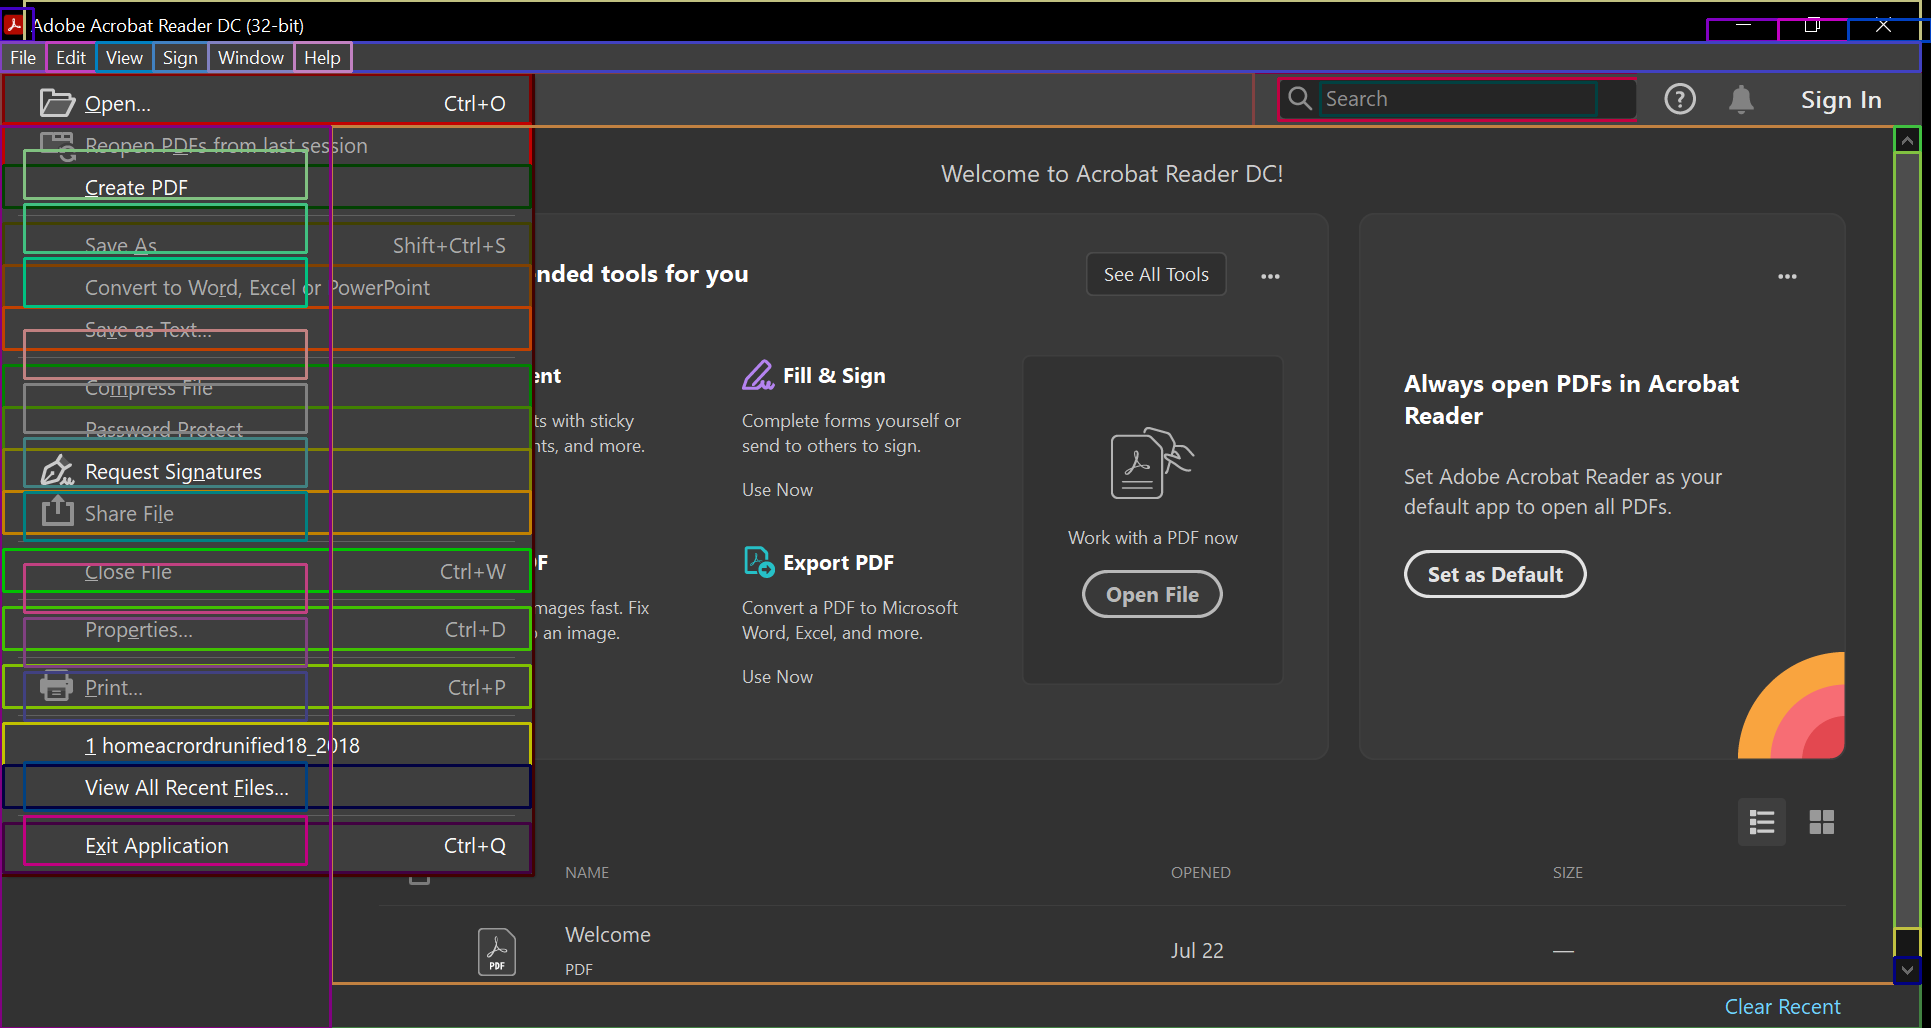 Adobe Acrobat Reader DC (32-bit)
File Edit View Sign Window Help
Open... Ctrl+O
Search
Sign In
Reopen PDFs from last session
Create PDF
Save As Shift+Ctrl+S
Convert to Word, Excel or PowerPoint
Save as Text...
Compress File
Password Protect
Request Signatures
Share File
Close File Ctrl+W
Properties... Ctrl+D
Print... Ctrl+P
1 homeacrordrunified18_2018
View All Recent Files...
Exit Application Ctrl+Q
Welcome to Acrobat Reader DC!
nded tools for you
See All Tools
ent
ts with sticky
nts, and more.
Fill & Sign
Complete forms yourself or
send to others to sign.
Use Now
DF
mages fast. Fix
o an image.
Export PDF
Convert a PDF to Microsoft
Word, Excel, and more.
Use Now
Work with a PDF now
Open File
Always open PDFs in Acrobat
Reader
Set Adobe Acrobat Reader as your
default app to open all PDFs.
Set as Default
NAME OPENED SIZE
PDF
Welcome
PDF
Jul 22
—
Clear Recent